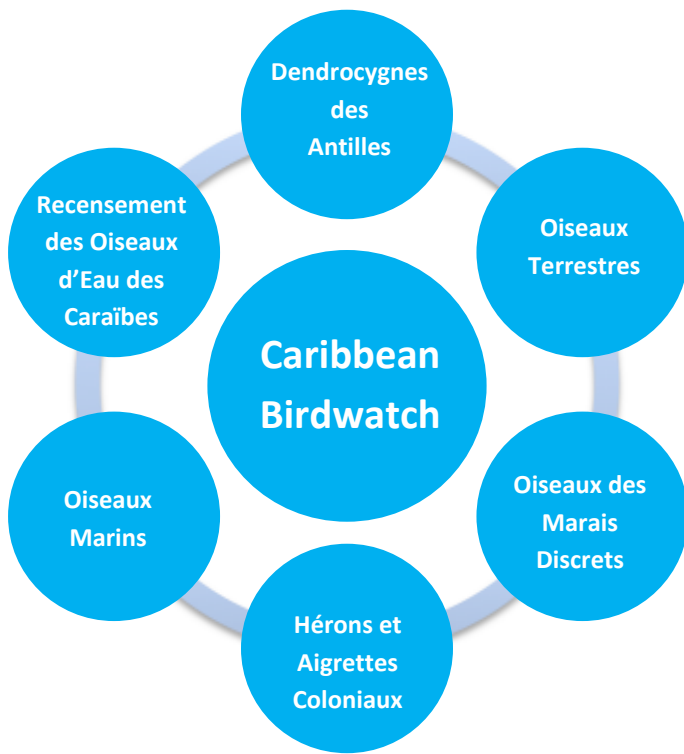 Dendrocygnes
des
Antilles
Recensement
des Oiseaux
d’Eau des
Caraïbes
Oiseaux
Terrestres
Caribbean
Birdwatch
Oiseaux
Marins
Oiseaux des
Marais
Discrets
Hérons et
Aigrettes
Coloniaux